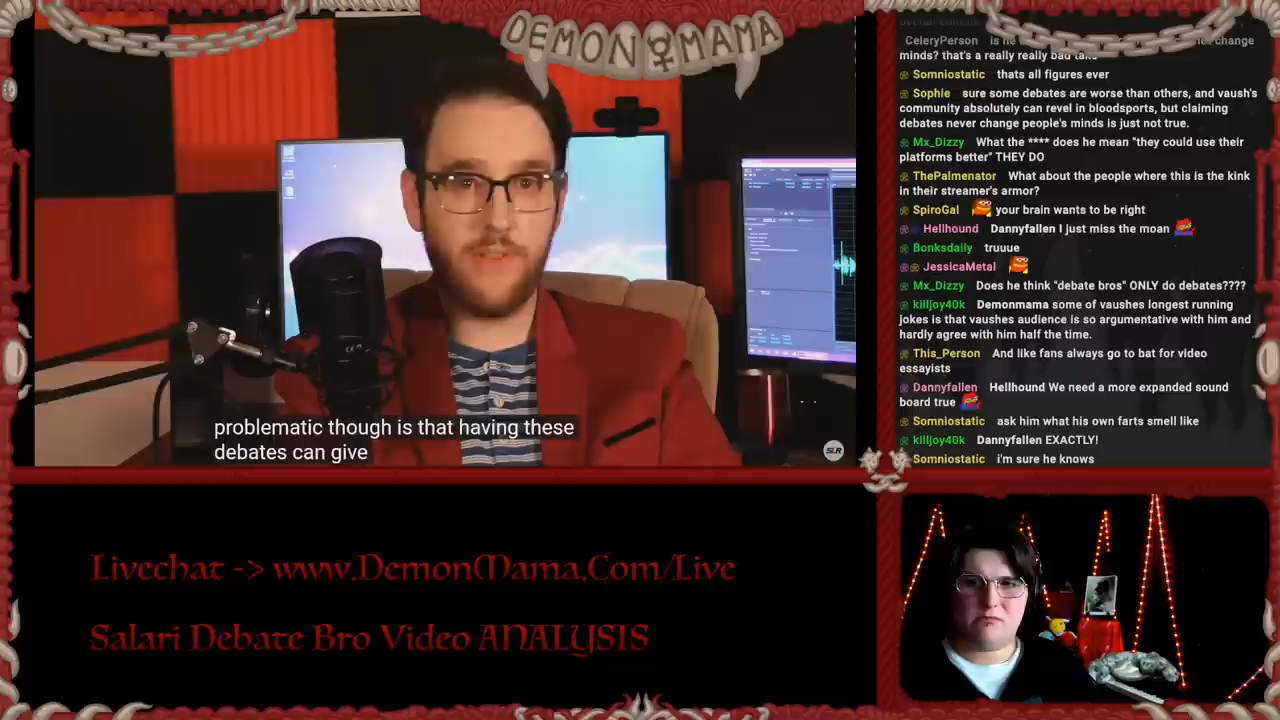 DEMON MAMA
problematic though is that having these
debates can give
SLR
CeleryPerson is he change
minds? that's a really really bad take
Somniostatic thats all figures ever
Sophie sure some debates are worse than others, and vaush's
community absolutely can revel in bloodsports, but claiming
debates never change people's minds is just not true.
Mx_Dizzy What the **** does he mean "they could use their
platforms better" THEY DO
ThePalmenator What about the people where this is the kink
in their streamer's armor?
SpiroGal your brain wants to be right
Hellhound Dannyfallen I just need the moan
Bonksdaily truuue
JessicaMetal
Mx_Dizzy Does he think "debate bros" ONLY do debates????
killjoy40k Demonmama some of vaushes longest running
jokes is that vaushes audience is so argumentative with him and
hardly agree with him half the time.
This_Person And like fans always go to bat for video
essayists
Dannyfallen Hellhound We need a more expanded sound
board true
Somniostatic ask him what his own farts smell like
killjoy40k Dannyfallen EXACTLY!
Somniostatic i'm sure he knows
Livechat -> www.DemonMama.Com/Live
Salari Debate Bro Video ANALYSIS